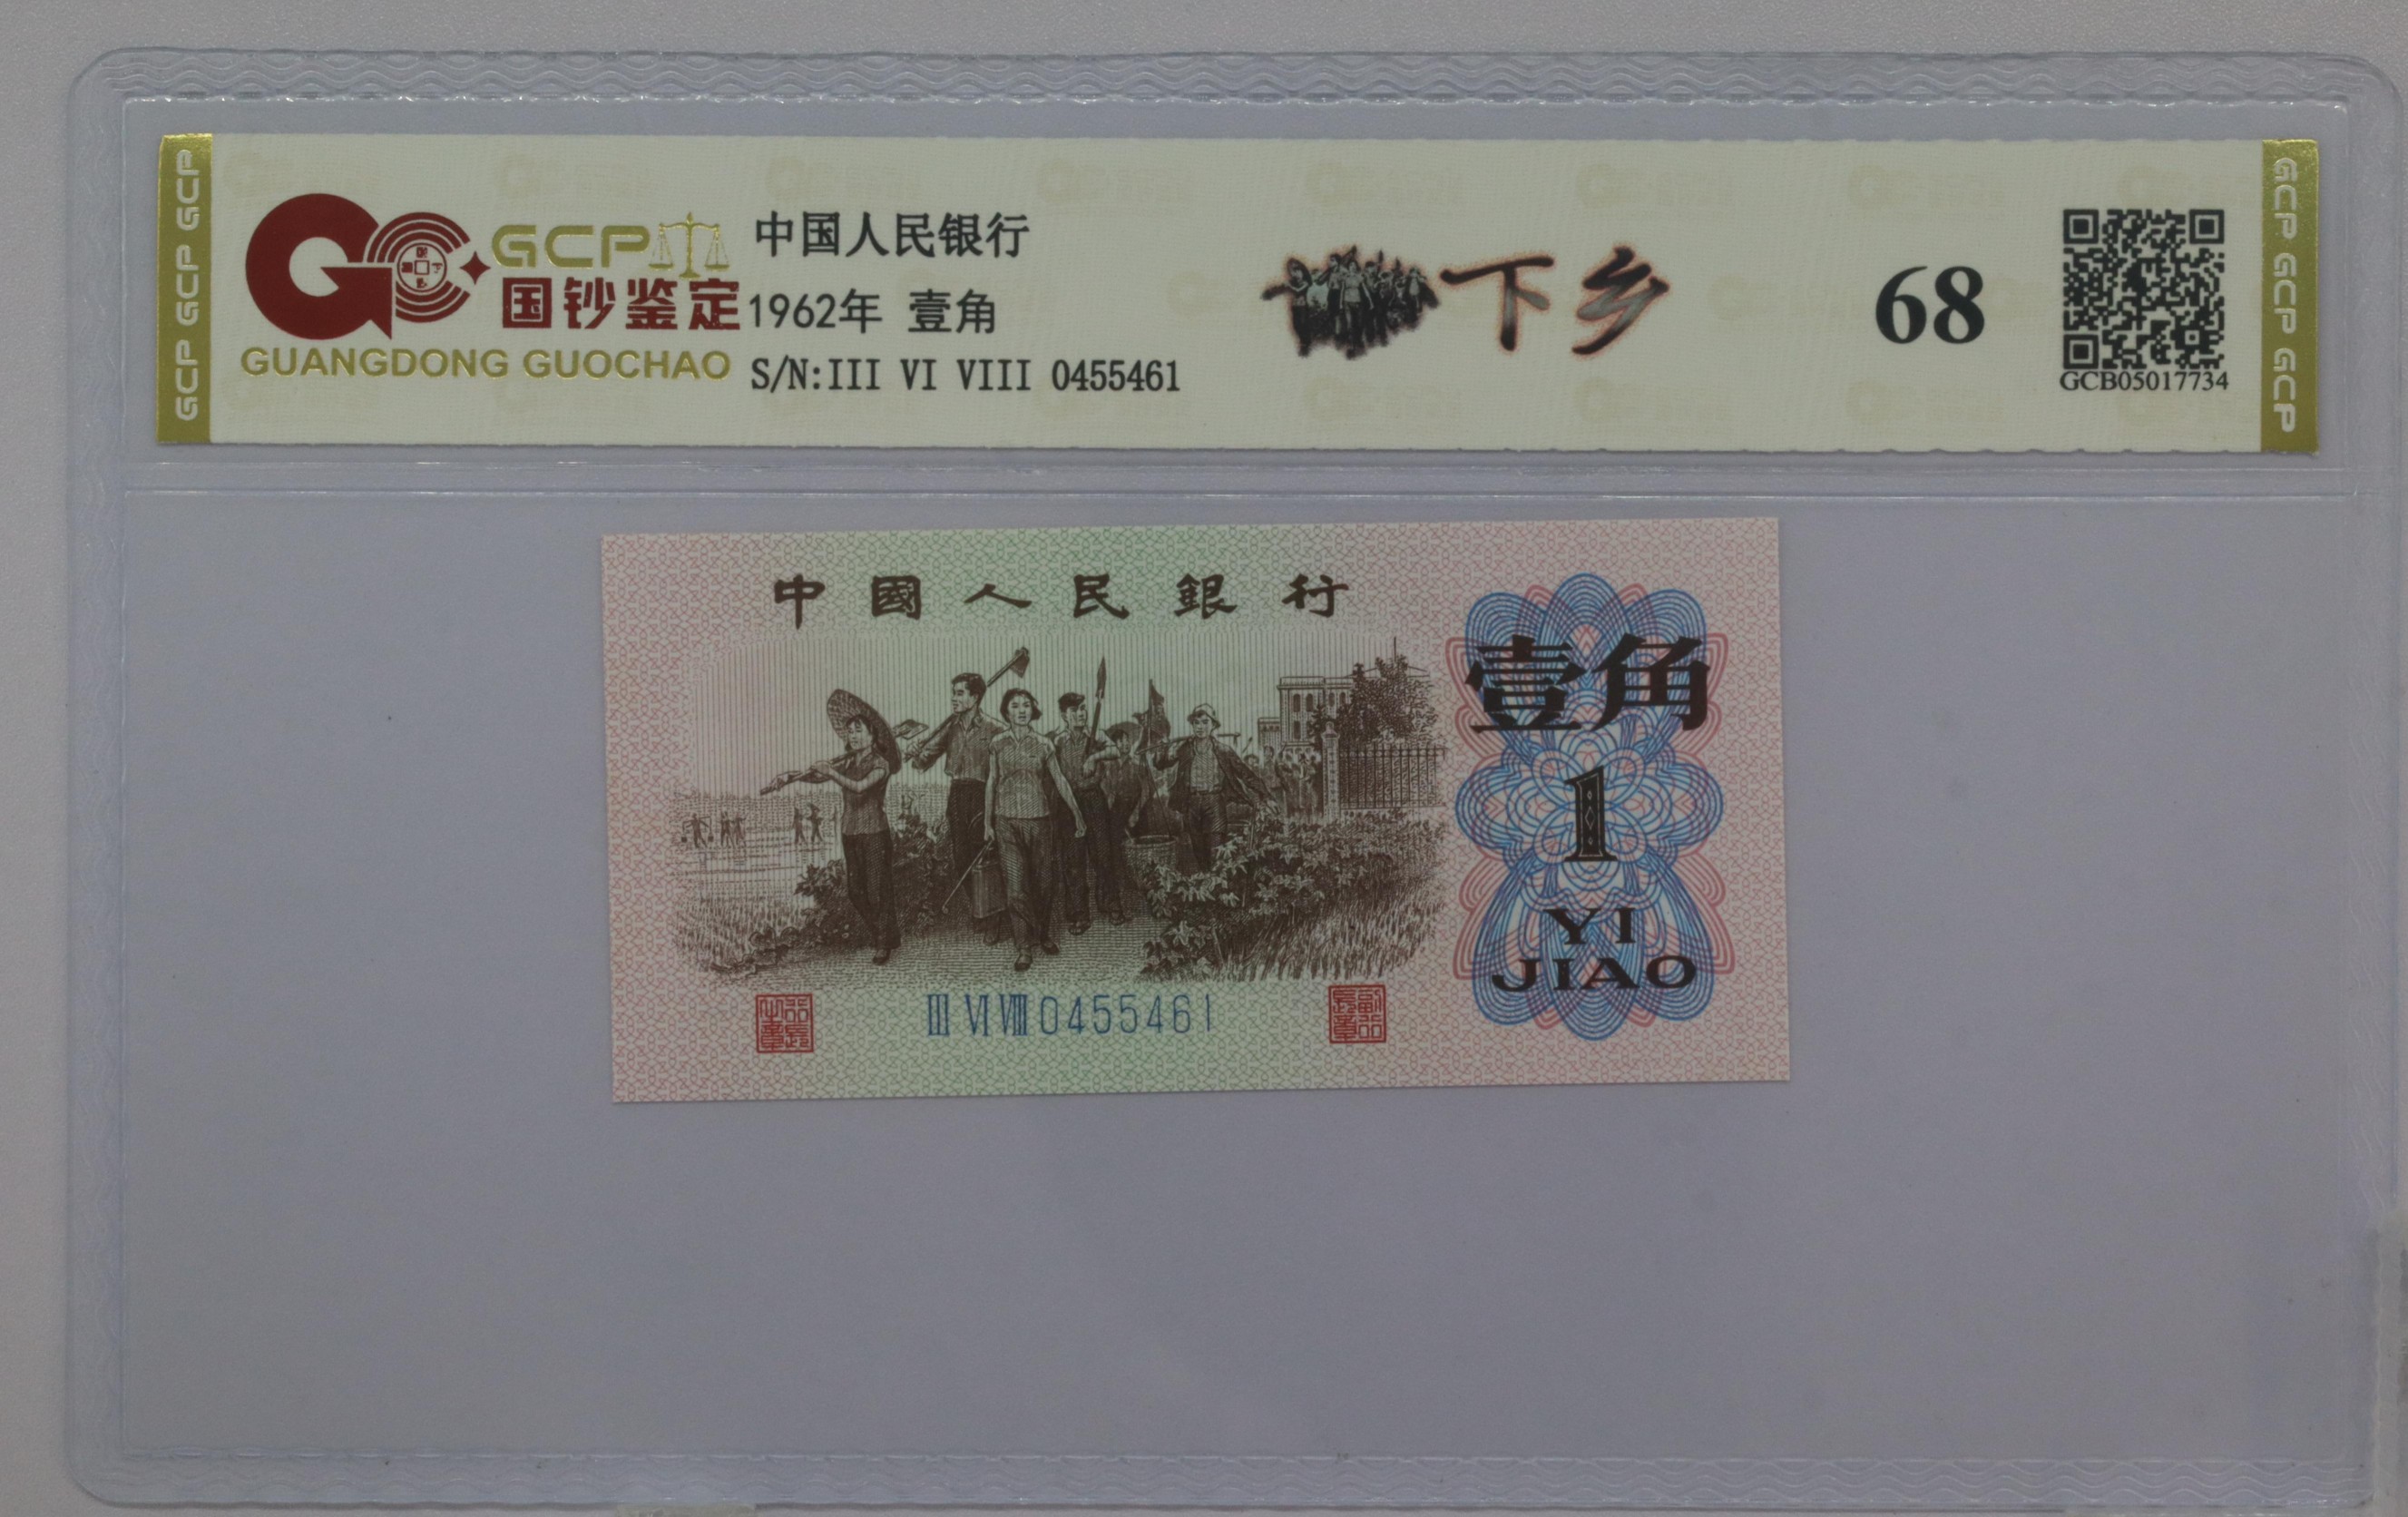 GCP GCP GCP
GCP
国钞鉴定
GUANGDONG GUOCHAO
中国人民银行
1962年 壹角
S/N:III VI VIII 0455461
下乡
68
GCB05017734
GCP GCP GCP
中國人民銀行
壹角
1
YI
JIAO
III VI VIII 0455461